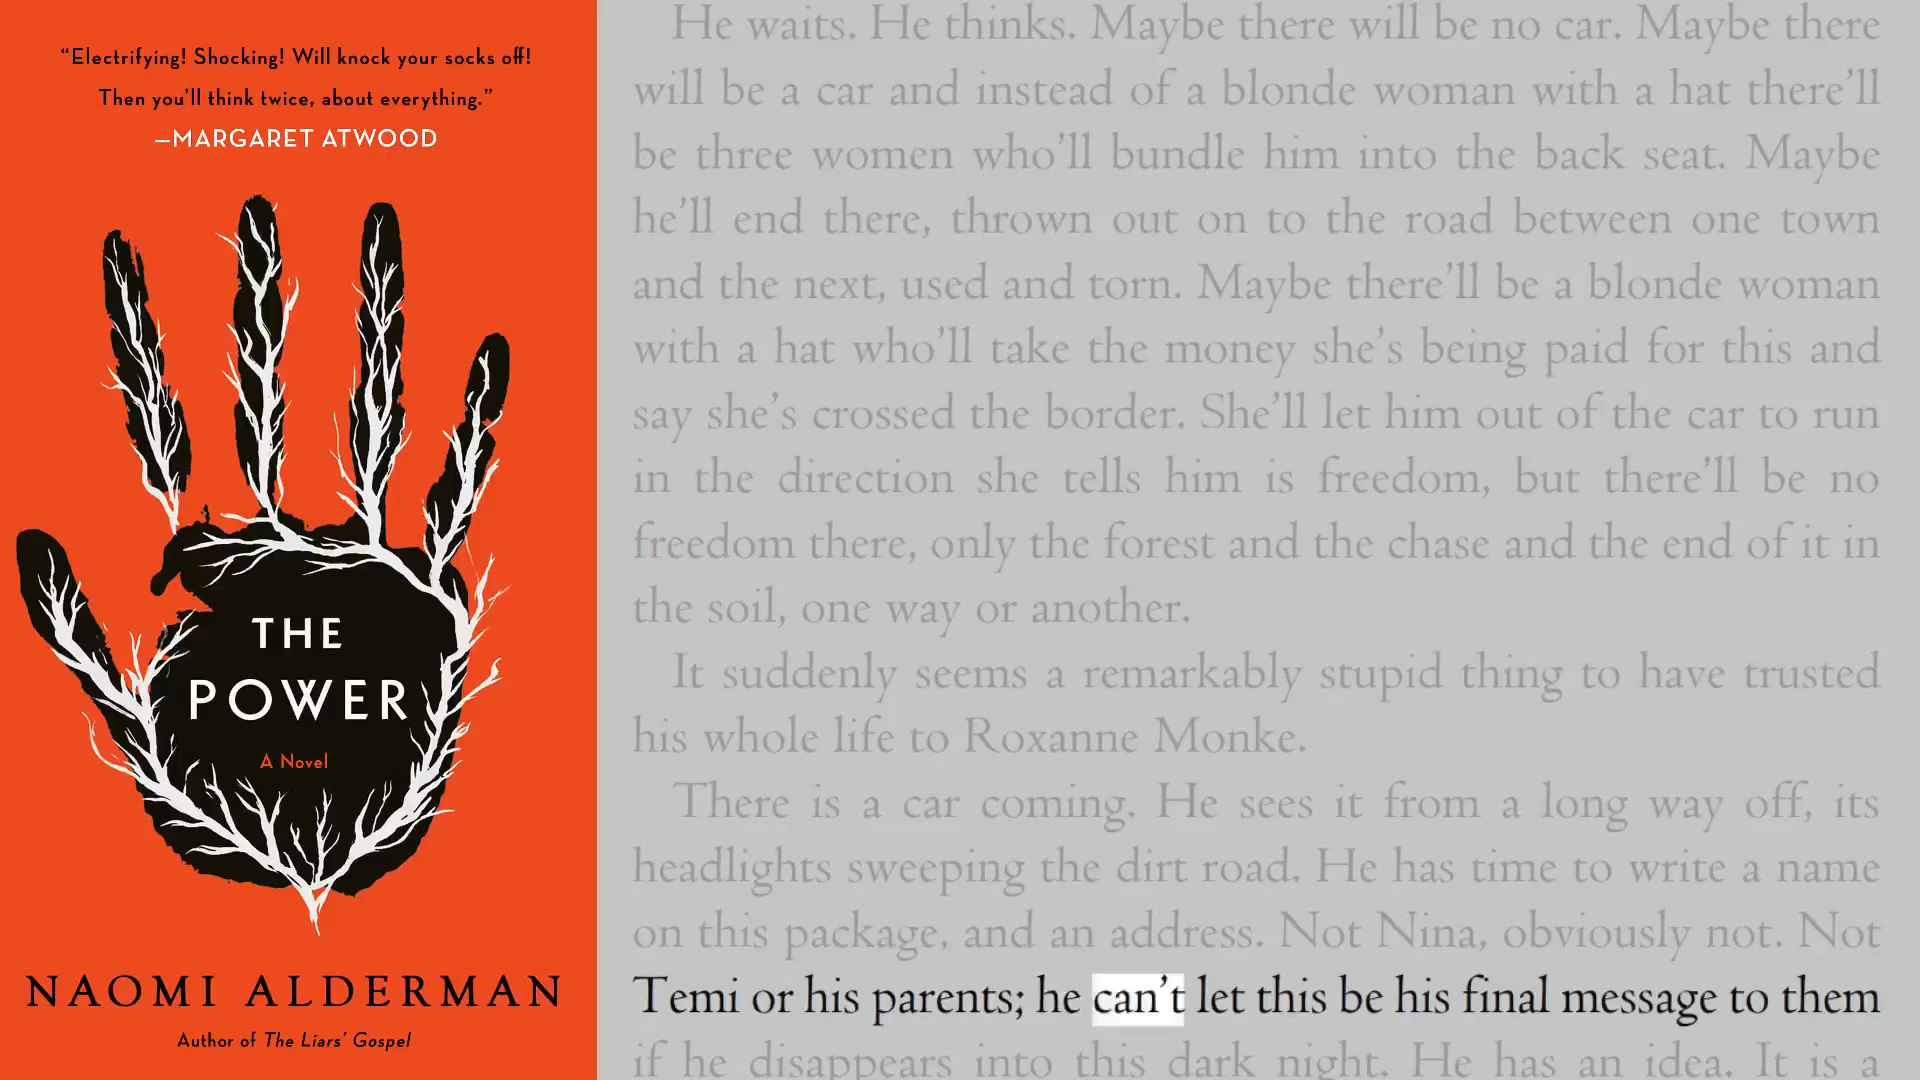 “Electrifying! Shocking! Will knock your socks off!
Then you’ll think twice, about everything.”
—MARGARET ATWOOD
THE
POWER
A Novel
NAOMI ALDERMAN
Author of The Liars’ Gospel
He waits. He thinks. Maybe there will be no car. Maybe there
will be a car and instead of a blonde woman with a hat there’ll
be three women who’ll bundle him into the back seat. Maybe
he’ll end there, thrown out on to the road between one town
and the next, used and torn. Maybe there’ll be a blonde woman
with a hat who’ll take the money she’s being paid for this and
say she’s crossed the border. She’ll let him out of the car to run
in the direction she tells him is freedom, but there’ll be no
freedom there, only the forest and the chase and the end of it in
the soil, one way or another.
It suddenly seems a remarkably stupid thing to have trusted
his whole life to Roxanne Monke.
There is a car coming. He sees it from a long way off, its
headlights sweeping the dirt road. He has time to write a name
on this package, and an address. Not Nina, obviously not. Not
Temi or his parents; he can’t let this be his final message to them
if he disappears into this dark night. He has an idea. It is a